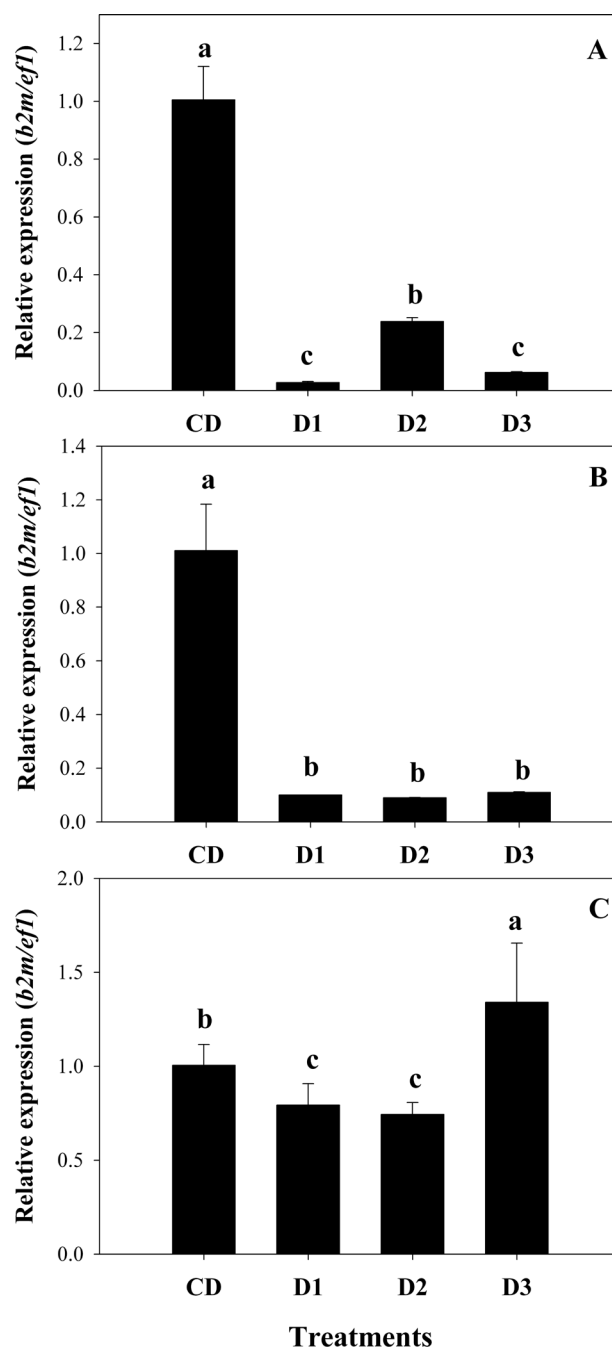 A
Relative expression (b2m/ef1)
1.2
1.0
0.8
0.6
0.4
0.2
0.0
a
c
b
c
CD D1 D2 D3
B
Relative expression (b2m/ef1)
1.4
1.2
1.0
0.8
0.6
0.4
0.2
0.0
a
b
b
b
CD D1 D2 D3
C
Relative expression (b2m/ef1)
2.0
1.5
1.0
0.5
0.0
b
c
c
a
CD D1 D2 D3
Treatments